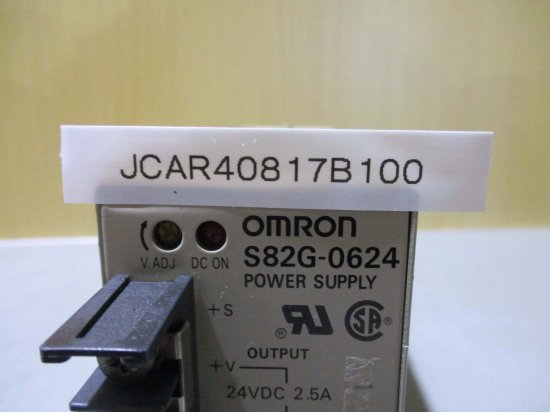 JCAR40817B100
OMRON
V.ADJ DC ON
S82G-0624
POWER SUPPLY
+S
OUTPUT
+V
24VDC 2.5A